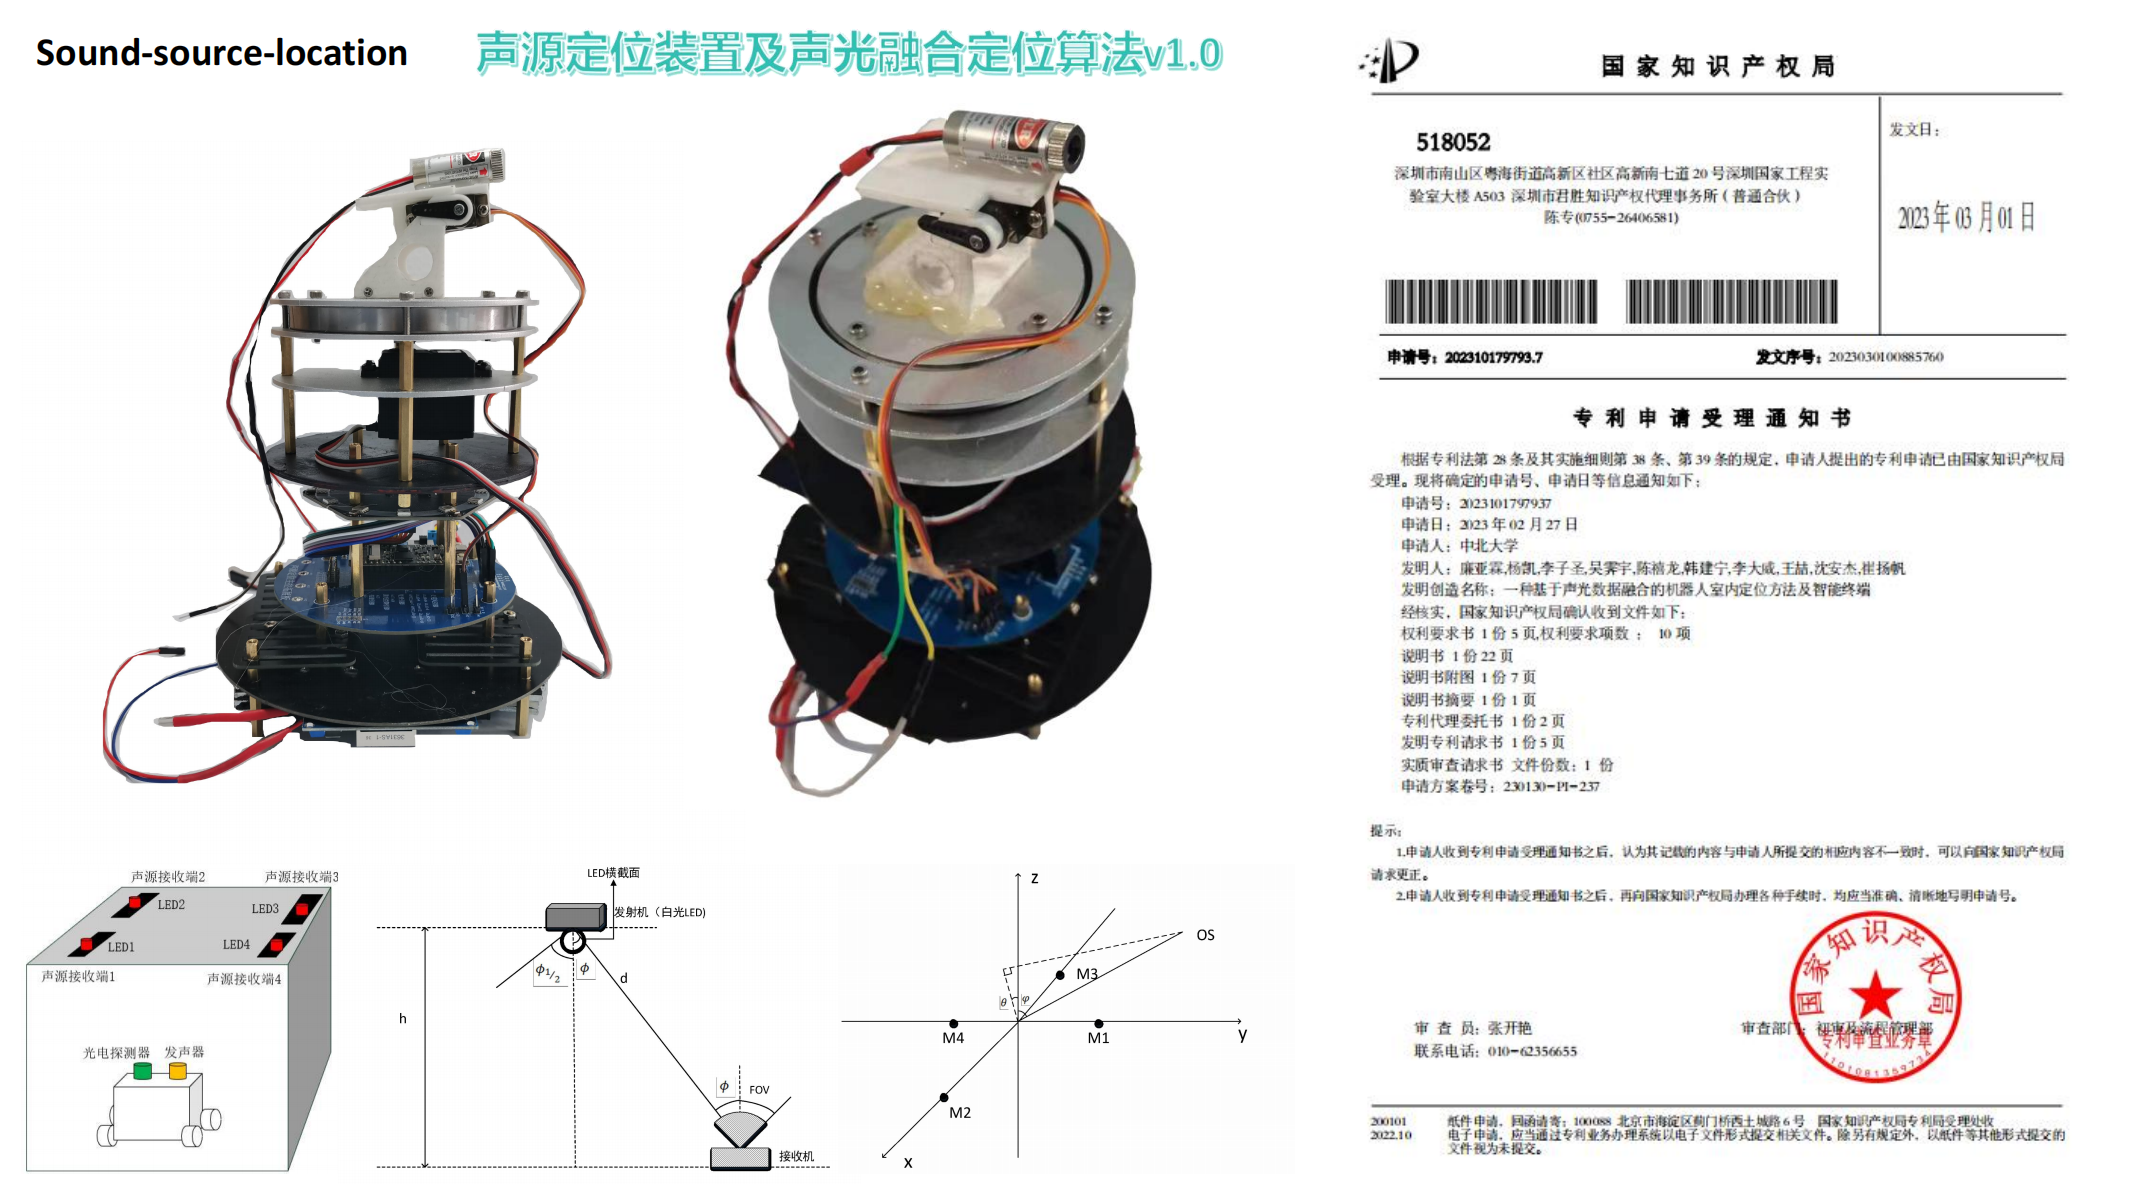 Sound-source-location
声源定位装置及声光融合定位算法v1.0
声源接收端2
声源接收端3
LED2
LED3
LED1
LED4
声源接收端1
声源接收端4
光电探测器
发声器
LED横截面
发射机（白光LED)
ϕ1/2
ϕ
d
h
ϕ
FOV
接收机
z
OS
M3
θ
φ
M4
M1
y
M2
x
国家知识产权局
518052
深圳市南山区粤海街道高新区社区高新南七道 20 号深圳国家工程实
验室大楼 A503 深圳市君胜知识产权代理事务所（普通合伙）
陈专(0755-26406581)
发文日：
2023年 03 月 01 日
申请号：202310179793.7
发文序号：2023030100885760
专利申请受理通知书
根据专利法第 28 条及其实施细则第 38 条、第 39 条的规定，申请人提出的专利申请已由国家知识产权局
受理。现将确定的申请号、申请日等信息通知如下：
申请号：2023101797937
申请日：2023 年 02 月 27 日
申请人：中北大学
发明人：廉亚霖,杨凯,李子圣,吴霁宇,陈禧龙,韩建宁,李大威,王喆,沈安杰,崔扬帆
发明创造名称：一种基于声光数据融合的机器人室内定位方法及智能终端
经核实，国家知识产权局确认收到文件如下：
权利要求书 1 份 5 页,权利要求项数 ： 10 项
说明书 1 份 22 页
说明书附图 1 份 7 页
说明书摘要 1 份 1 页
专利代理委托书 1 份 2 页
发明专利请求书 1 份 5 页
实质审查请求书 文件份数：1 份
申请方案卷号：230130-PI-237
提示：
1.申请人收到专利申请受理通知书之后，认为其记载的内容与申请人所提交的相应内容不一致时，可以向国家知识产权局
请求更正。
2.申请人收到专利申请受理通知书之后，再向国家知识产权局办理各种手续时，均应当准确、清晰地写明申请号。
国家知识产权局
审 查 员：张开艳
审查部门：初审及流程管理部
专利审查业务章
联系电话：010-62356655
1101081359734
200101
2022.10
纸件申请，回函请寄：100088 北京市海淀区蓟门桥西土城路 6 号 国家知识产权局专利局受理处收
电子申请，应当通过专利业务办理系统以电子文件形式提交相关文件。除另有规定外，以纸件等其他形式提交的
文件视为未提交。